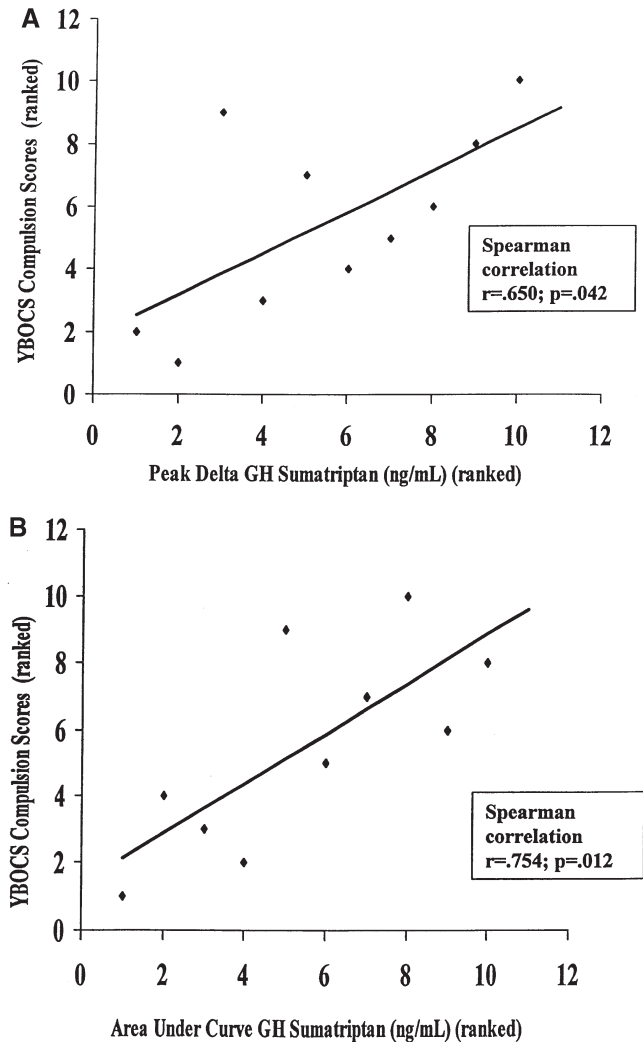 A
12
10
8
6
4
2
0
YBOCS Compulsion Scores (ranked)
Spearman
correlation
r=.650; p=.042
0 2 4 6 8 10 12
Peak Delta GH Sumatriptan (ng/mL) (ranked)
B
12
10
8
6
4
2
0
YBOCS Compulsion Scores (ranked)
Spearman
correlation
r=.754; p=.012
0 2 4 6 8 10 12
Area Under Curve GH Sumatriptan (ng/mL) (ranked)